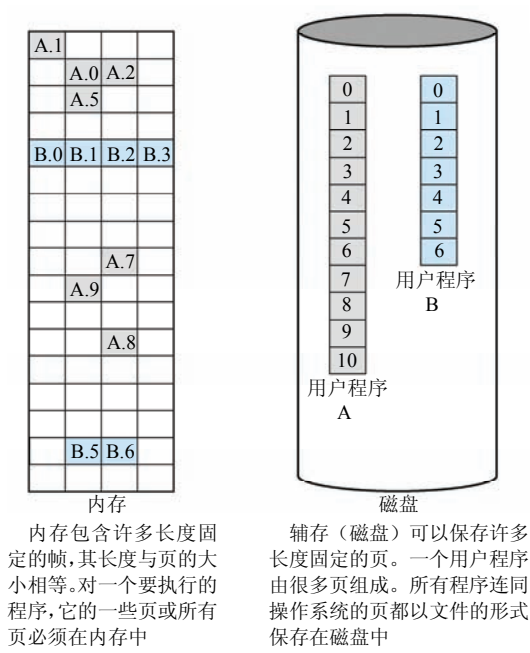 A.1
A.0 A.2
A.5
B.0 B.1 B.2 B.3
A.7
A.9
A.8
B.5 B.6
内存
内存包含许多长度固
定的帧,其长度与页的大
小相等。对一个要执行的
程序,它的一些页或所有
页必须在内存中
0
1
2
3
4
5
6
7
8
9
10
用户程序
A
0
1
2
3
4
5
6
用户程序
B
磁盘
辅存（磁盘）可以保存许多
长度固定的页。一个用户程序
由很多页组成。所有程序连同
操作系统的页都以文件的形式
保存在磁盘中